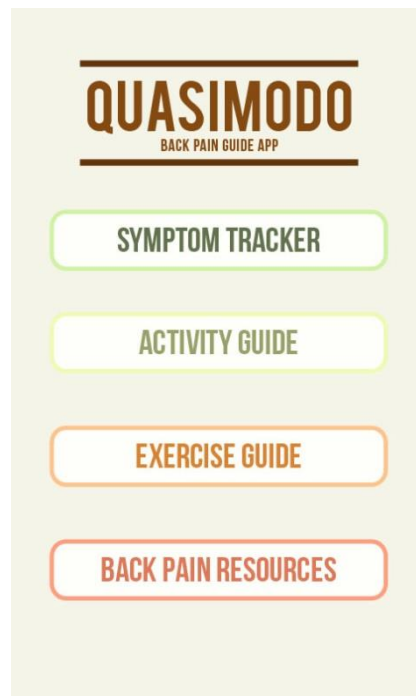 QUASIMODO
BACK PAIN GUIDE APP
SYMPTOM TRACKER
ACTIVITY GUIDE
EXERCISE GUIDE
BACK PAIN RESOURCES